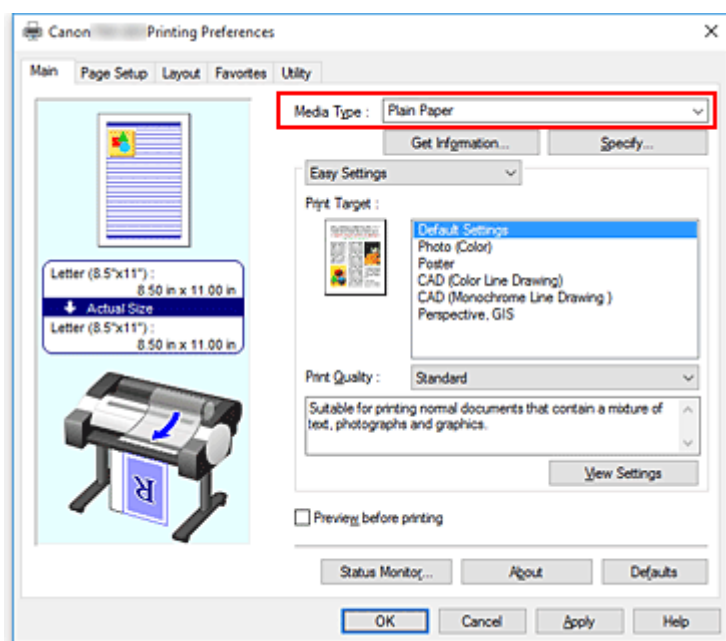 Canon Printing Preferences
Main Page Setup Layout Favorites Utility
Media Type : Plain Paper
Get Information... Specify...
Easy Settings
Print Target :
Default Settings
Photo (Color)
Poster
CAD (Color Line Drawing)
CAD (Monochrome Line Drawing )
Perspective, GIS
Letter (8.5"x11") :
8.50 in x 11.00 in
Actual Size
Letter (8.5"x11") :
8.50 in x 11.00 in
R
Print Quality : Standard
Suitable for printing normal documents that contain a mixture of
text, photographs and graphics.
View Settings
Preview before printing
Status Monitor... About Defaults
OK Cancel Apply Help